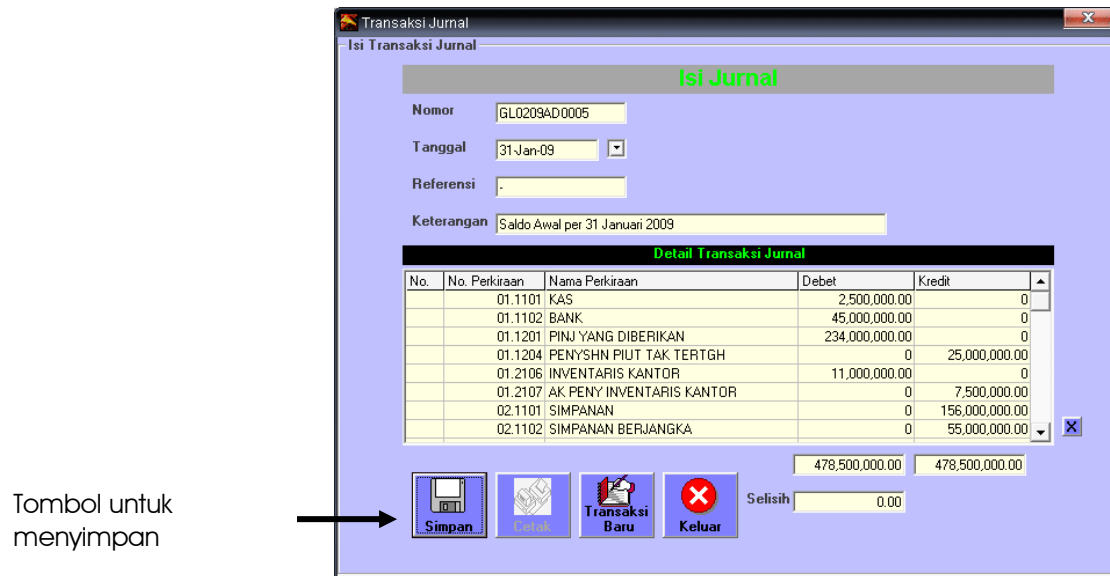 Transaksi Jurnal
Isi Transaksi Jurnal
Isi Jurnal
Nomor GL0209AD0005
Tanggal 31-Jan-09
Referensi -
Keterangan Saldo Awal per 31 Januari 2009
Detail Transaksi Jurnal
No. No. Perkiraan Nama Perkiraan Debet Kredit
01.1101 KAS 2,500,000.00 0
01.1102 BANK 45,000,000.00 0
01.1201 PINJ YANG DIBERIKAN 234,000,000.00 0
01.1204 PENYSHN PIUT TAK TERTGH 0 25,000,000.00
01.2106 INVENTARIS KANTOR 11,000,000.00 0
01.2107 AK PENY INVENTARIS KANTOR 0 7,500,000.00
02.1101 SIMPANAN 0 156,000,000.00
02.1102 SIMPANAN BERJANGKA 0 55,000,000.00
X
478,500,000.00 478,500,000.00
Selisih 0.00
Simpan Cetak Transaksi Baru Keluar
Tombol untuk
menyimpan